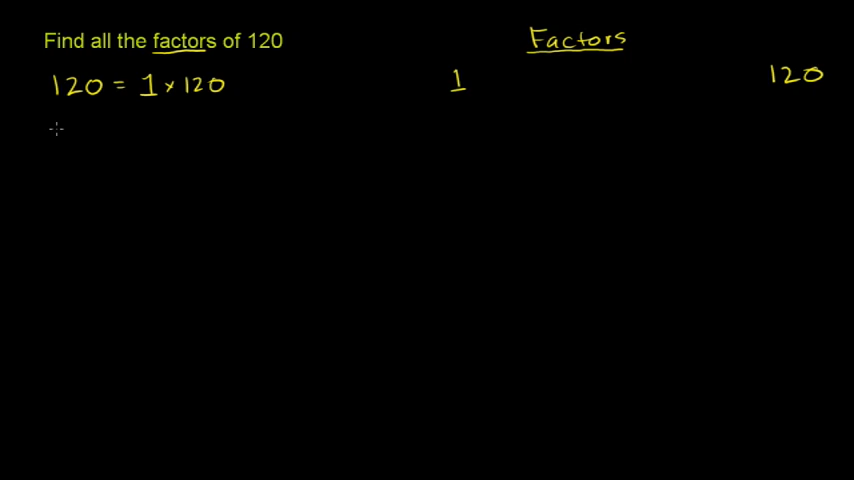 Find all the factors of 120
Factors
120 = 1 × 120
1 120